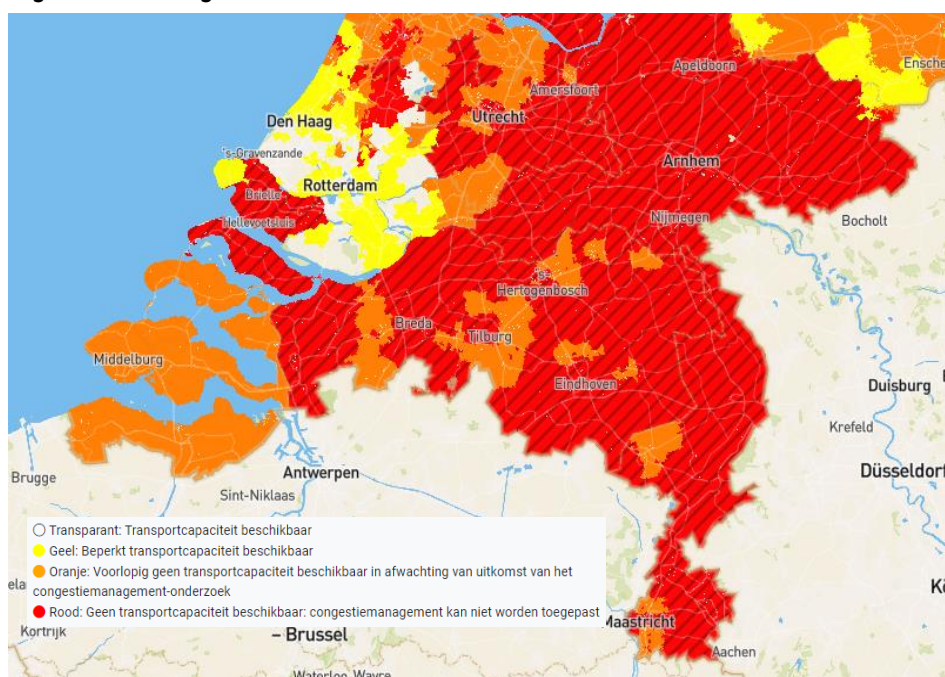 Apeldoorn
Ensche
Amersfoort
Den Haag
Utrecht
's-Gravenzande
Arnhem
Rotterdam
Brielle
Hellevoetsluis
Nijmegen
Bocholt
's-
Hertogenbosch
Breda
Tilburg
Middelburg
Eindhoven
Duisburg
Krefeld
Antwerpen
Brugge
Düsseldorf
Sint-Niklaas
Transparant: Transportcapaciteit beschikbaar
Geel: Beperkt transportcapaciteit beschikbaar
Oranje: Voorlopig geen transportcapaciteit beschikbaar in afwachting van uitkomst van het
congestiemanagement-onderzoek
Rood: Geen transportcapaciteit beschikbaar: congestiemanagement kan niet worden toegepast
Kö
Maastricht
Kortrijk
– Brussel
Aachen